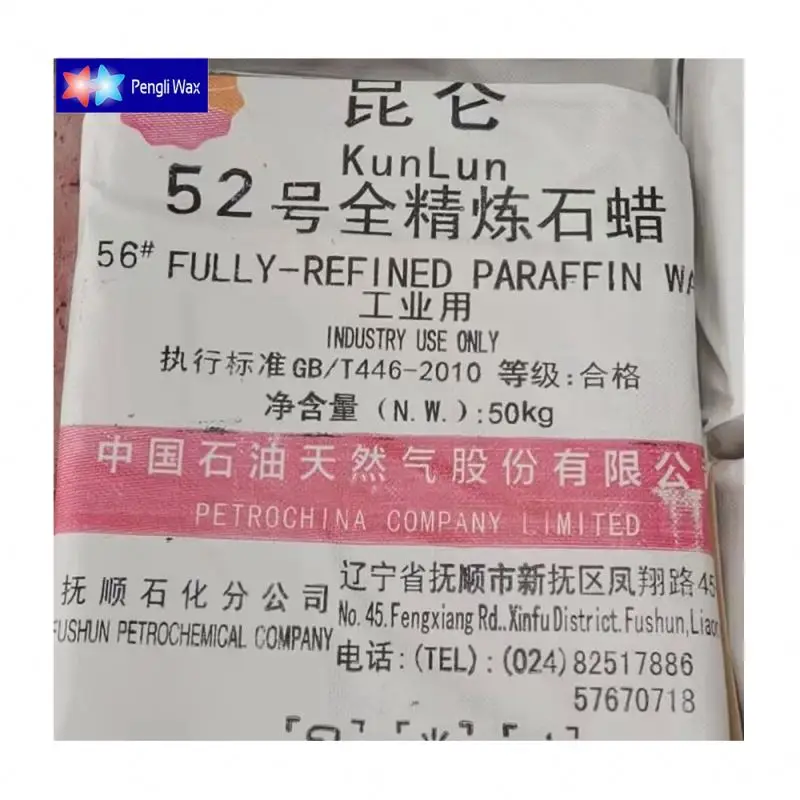 Pengli Wax
昆仑
KunLun
52号全精炼石蜡
56# FULLY-REFINED PARAFFIN
工业用
INDUSTRY USE ONLY
执行标准GB/T446-2010 等级:合格
净含量(N.W.):50kg
中国石油天然气股份有限公
PETROCHINA COMPANY LIMITED
抚顺石化分公司
FUSHUN PETROCHEMICAL COMPANY
辽宁省抚顺市新抚区凤翔路45
No.45.Fengxiang Rd..Xinfu District.Fushun,
电话:(TEL):(024)82517886
57670718